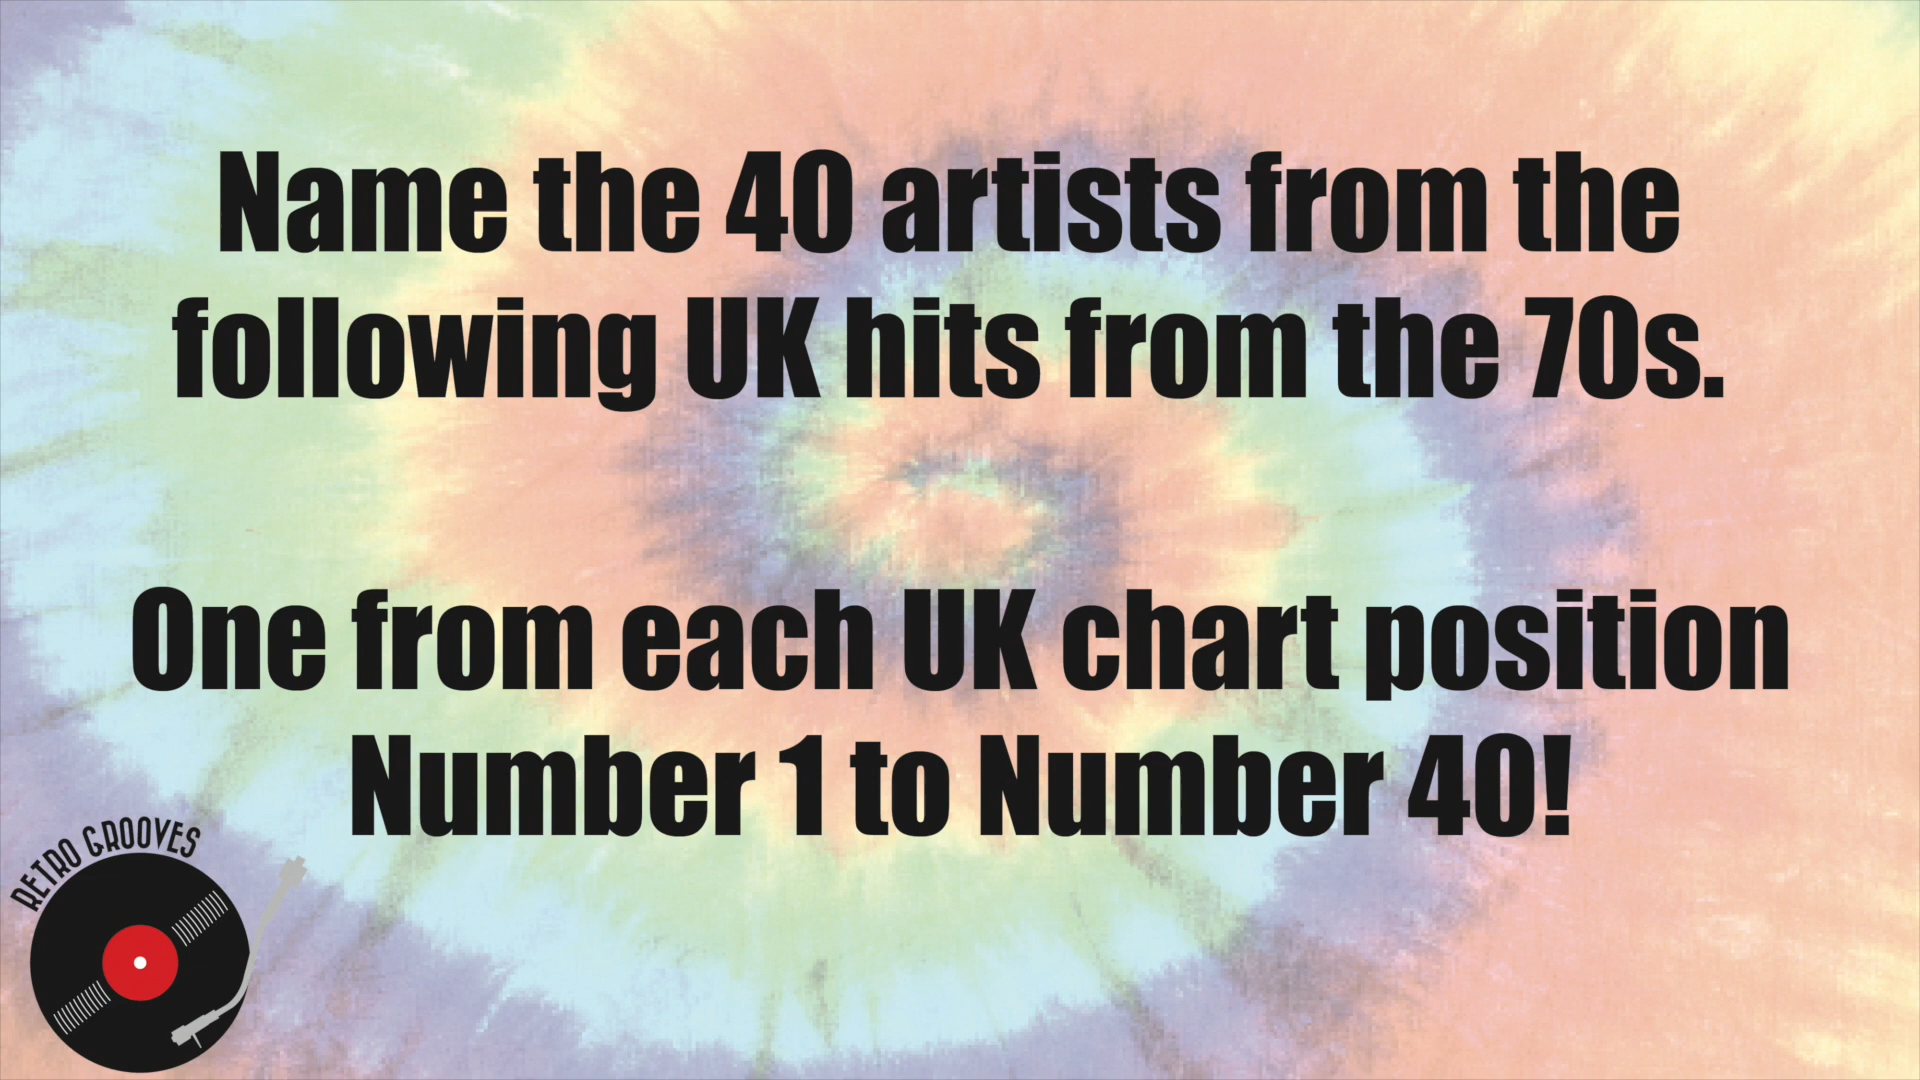 Name the 40 artists from the
following UK hits from the 70s.
One from each UK chart position
Number 1 to Number 40!
RETRO GROOVES